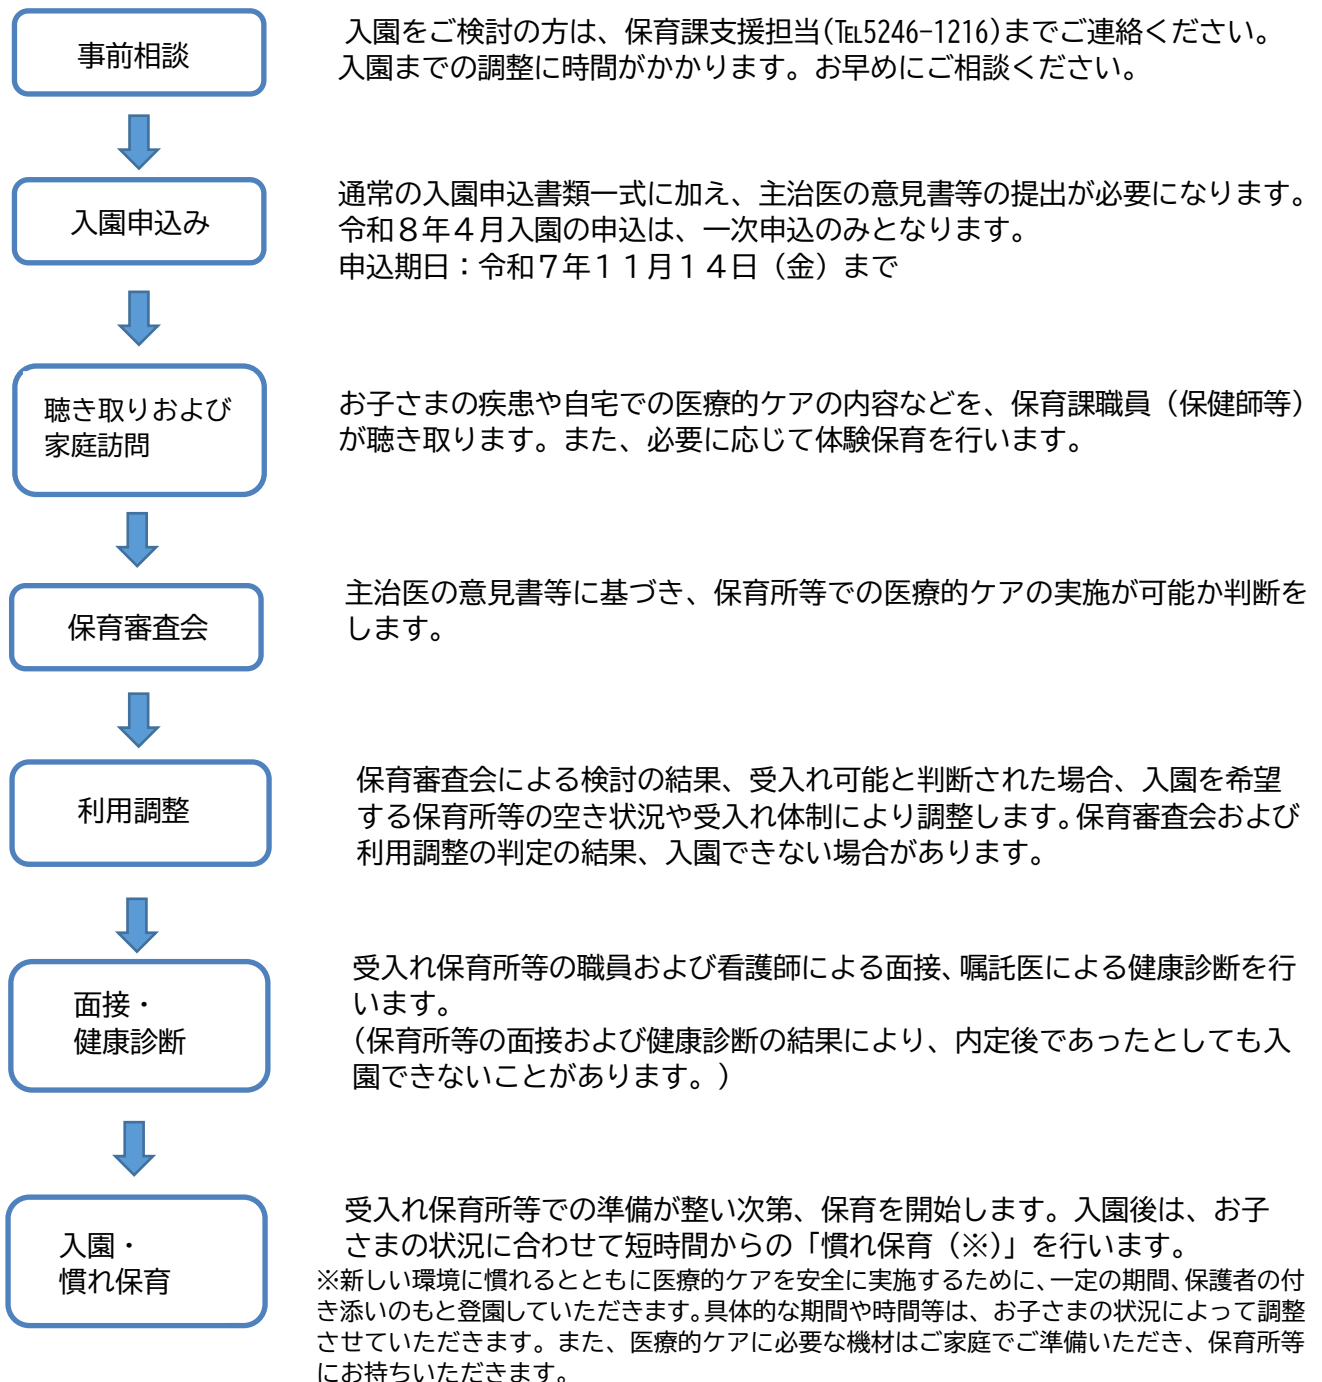 事前相談
入園をご検討の方は、保育課支援担当(℡5246-1216)までご連絡ください。
入園までの調整に時間がかかります。お早めにご相談ください。
入園申込み
通常の入園申込書類一式に加え、主治医の意見書等の提出が必要になります。
令和８年４月入園の申込は、一次申込のみとなります。
申込期日：令和７年１１月１４日（金）まで
聴き取りおよび
家庭訪問
お子さまの疾患や自宅での医療的ケアの内容などを、保育課職員（保健師等）
が聴き取ります。また、必要に応じて体験保育を行います。
保育審査会
主治医の意見書等に基づき、保育所等での医療的ケアの実施が可能か判断を
します。
利用調整
保育審査会による検討の結果、受入れ可能と判断された場合、入園を希望
する保育所等の空き状況や受入れ体制により調整します。保育審査会および
利用調整の判定の結果、入園できない場合があります。
面接・
健康診断
受入れ保育所等の職員および看護師による面接、嘱託医による健康診断を行
います。
（保育所等の面接および健康診断の結果により、内定後であったとしても入
園できないことがあります。）
入園・
慣れ保育
受入れ保育所等での準備が整い次第、保育を開始します。入園後は、お子
さまの状況に合わせて短時間からの「慣れ保育（※）」を行います。
※新しい環境に慣れるとともに医療的ケアを安全に実施するために、一定の期間、保護者の付
き添いのもと登園していただきます。具体的な期間や時間等は、お子さまの状況によって調整
させていただきます。また、医療的ケアに必要な機材はご家庭でご準備いただき、保育所等
にお持ちいただきます。